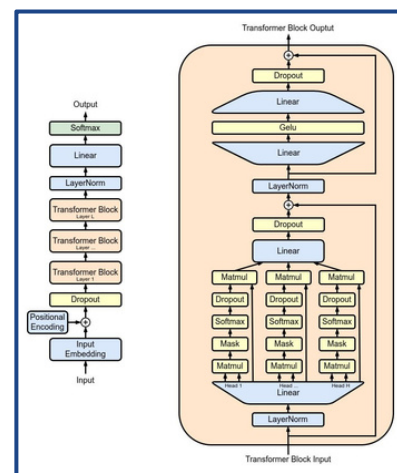 Output
Softmax
Linear
LayerNorm
Transformer Block
Layer L
Transformer Block
Layer ...
Transformer Block
Layer 1
Dropout
Positional
Encoding
Input
Embedding
Input
Transformer Block Ouptut
Dropout
Linear
Gelu
Linear
LayerNorm
Dropout
Linear
Matmul Matmul Matmul
Dropout Dropout Dropout
Softmax Softmax Softmax
Mask Mask Mask
Matmul Matmul Matmul
Head 1 Head ... Head H
Linear
LayerNorm
Transformer Block Input